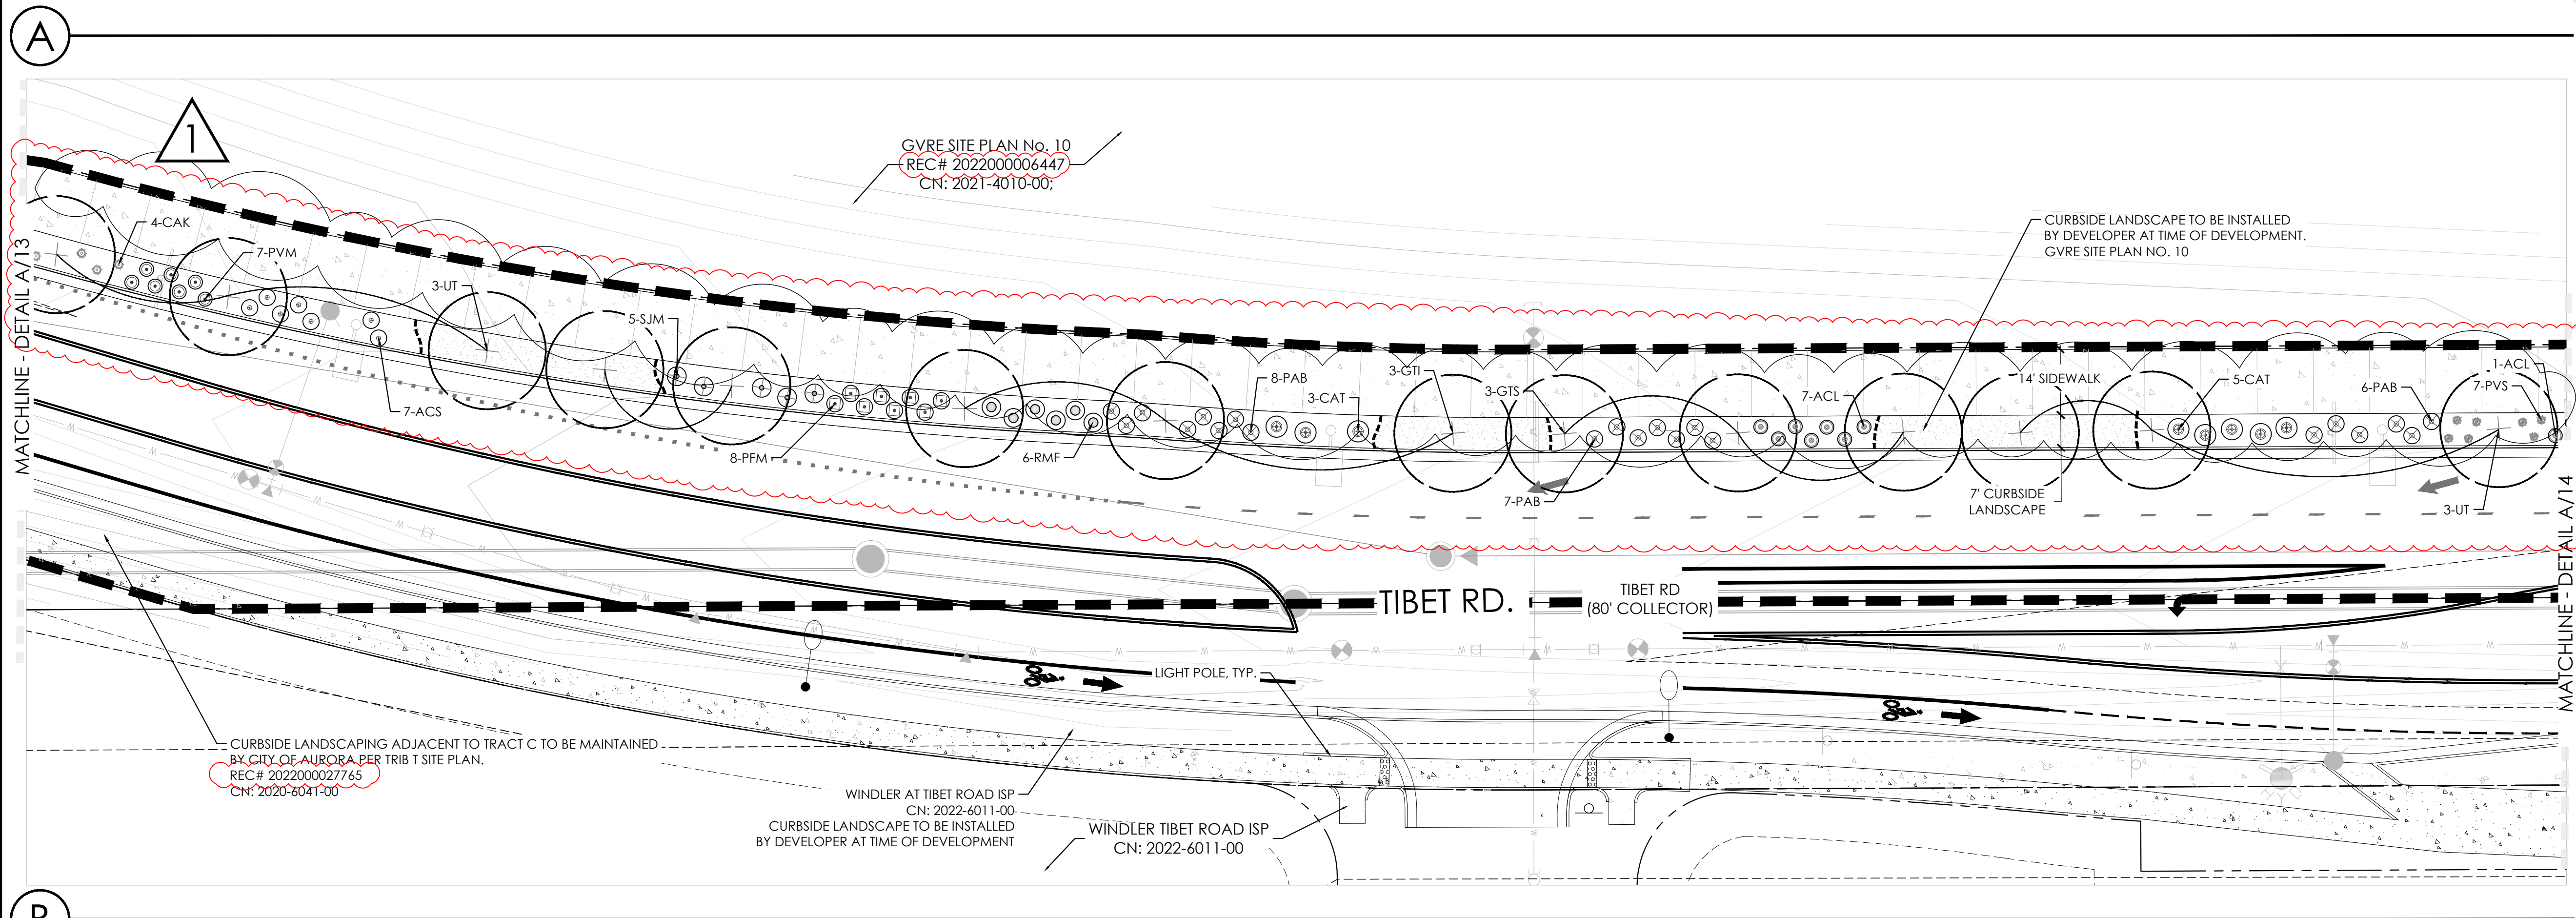 A
1
GVRE SITE PLAN No. 10
REC# 2022000006447
CN: 2021-4010-00;
CURBSIDE LANDSCAPE TO BE INSTALLED
BY DEVELOPER AT TIME OF DEVELOPMENT.
GVRE SITE PLAN NO. 10
MATCHLINE - DETAIL A/13
4-CAK
7-PVM
3-UT
5-SJM
7-ACS
8-PFM
6-RMF
8-PAB
3-CAT
3-GTI
3-GTS
7-PAB
7-ACL
14' SIDEWALK
7' CURBSIDE
LANDSCAPE
5-CAT
6-PAB
1-ACL
7-PVS
3-UT
MATCHLINE - DETAIL A/14
TIBET RD.
TIBET RD
(80' COLLECTOR)
LIGHT POLE, TYP.
CURBSIDE LANDSCAPING ADJACENT TO TRACT C TO BE MAINTAINED
BY CITY OF AURORA PER TRIB T SITE PLAN.
REC# 2022000027765
CN: 2020-6041-00
WINDLER AT TIBET ROAD ISP
CN: 2022-6011-00
CURBSIDE LANDSCAPE TO BE INSTALLED
BY DEVELOPER AT TIME OF DEVELOPMENT
WINDLER TIBET ROAD ISP
CN: 2022-6011-00